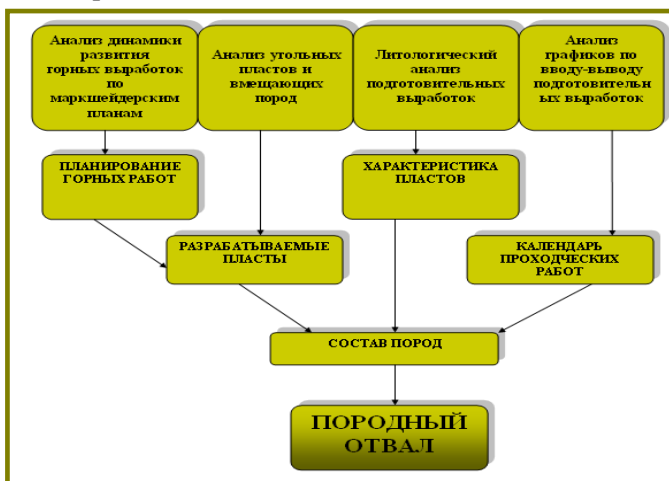 Анализ динамики
развития
горных выработок
по
маркшейдерским
планам
Анализ угольных
пластов и
вмещающих
пород
Литологический
анализ
подготовительных
выработок
Анализ
графиков по
вводу-выводу
подготовительн
ых выработок
ПЛАНИРОВАНИЕ
ГОРНЫХ РАБОТ
ХАРАКТЕРИСТИКА
ПЛАСТОВ
РАЗРАБАТЫВАЕМЫЕ
ПЛАСТЫ
КАЛЕНДАРЬ
ПРОХОДЧЕСКИХ
РАБОТ
СОСТАВ ПОРОД
ПОРОДНЫЙ
ОТВАЛ